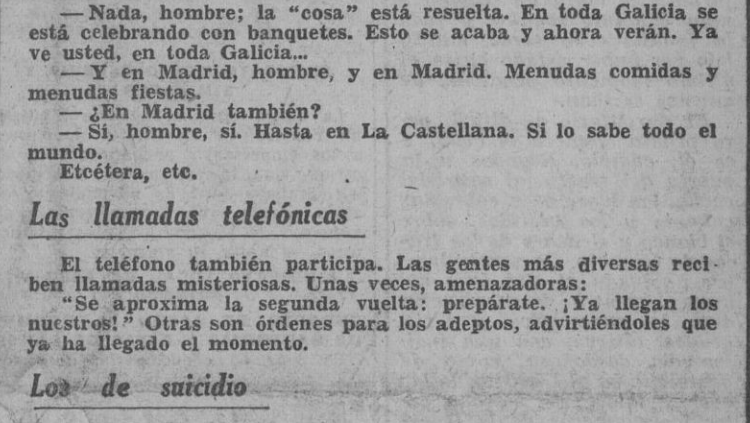 — Nada, hombre; la "cosa" está resuelta. En toda Galicia se
está celebrando con banquetes. Esto se acaba y ahora verán. Ya
ve usted, en toda Galicia...
— Y en Madrid, hombre, y en Madrid. Menudas comidas y
menudas fiestas.
— ¿En Madrid también?
— Si, hombre, sí. Hasta en La Castellana. Si lo sabe todo el
mundo.
Etcétera, etc.
Las llamadas telefónicas
El teléfono también participa. Las gentes más diversas reci-
ben llamadas misteriosas. Unas veces, amenazadoras:
"Se aproxima la segunda vuelta: prepárate. ¡Ya llegan los
nuestros!" Otras son órdenes para los adeptos, advirtiéndoles que
ya ha llegado el momento.
Los de suicidio